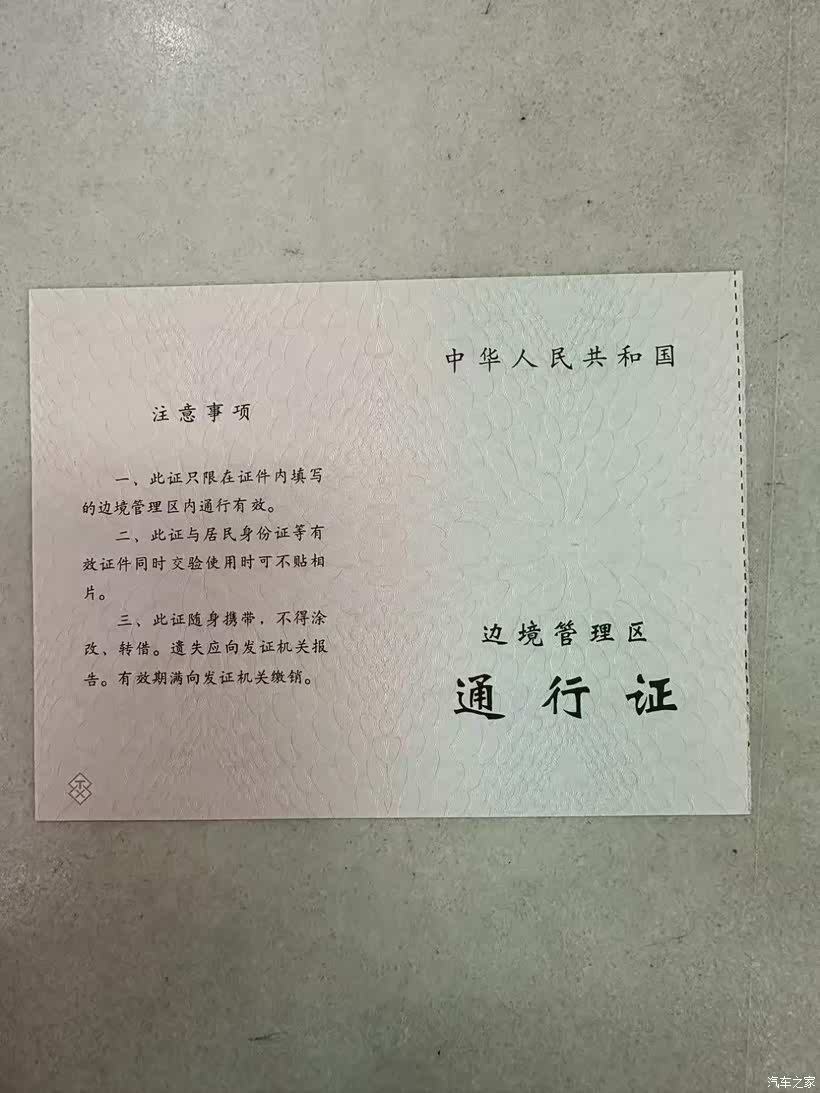 注意事项
一、此证只限在证件内填写
的边境管理区内通行有效。
二、此证与居民身份证等有
效证件同时交验使用时可不贴相
片。
三、此证随身携带，不得涂
改、转借。遗失应向发证机关报
告。有效期满向发证机关缴销。
中华人民共和国
边境管理区
通行证
汽车之家